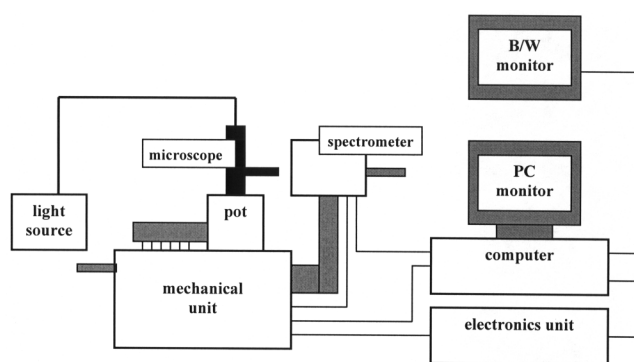 B/W
monitor
microscope
spectrometer
PC
monitor
light
source
pot
computer
mechanical
unit
electronics unit